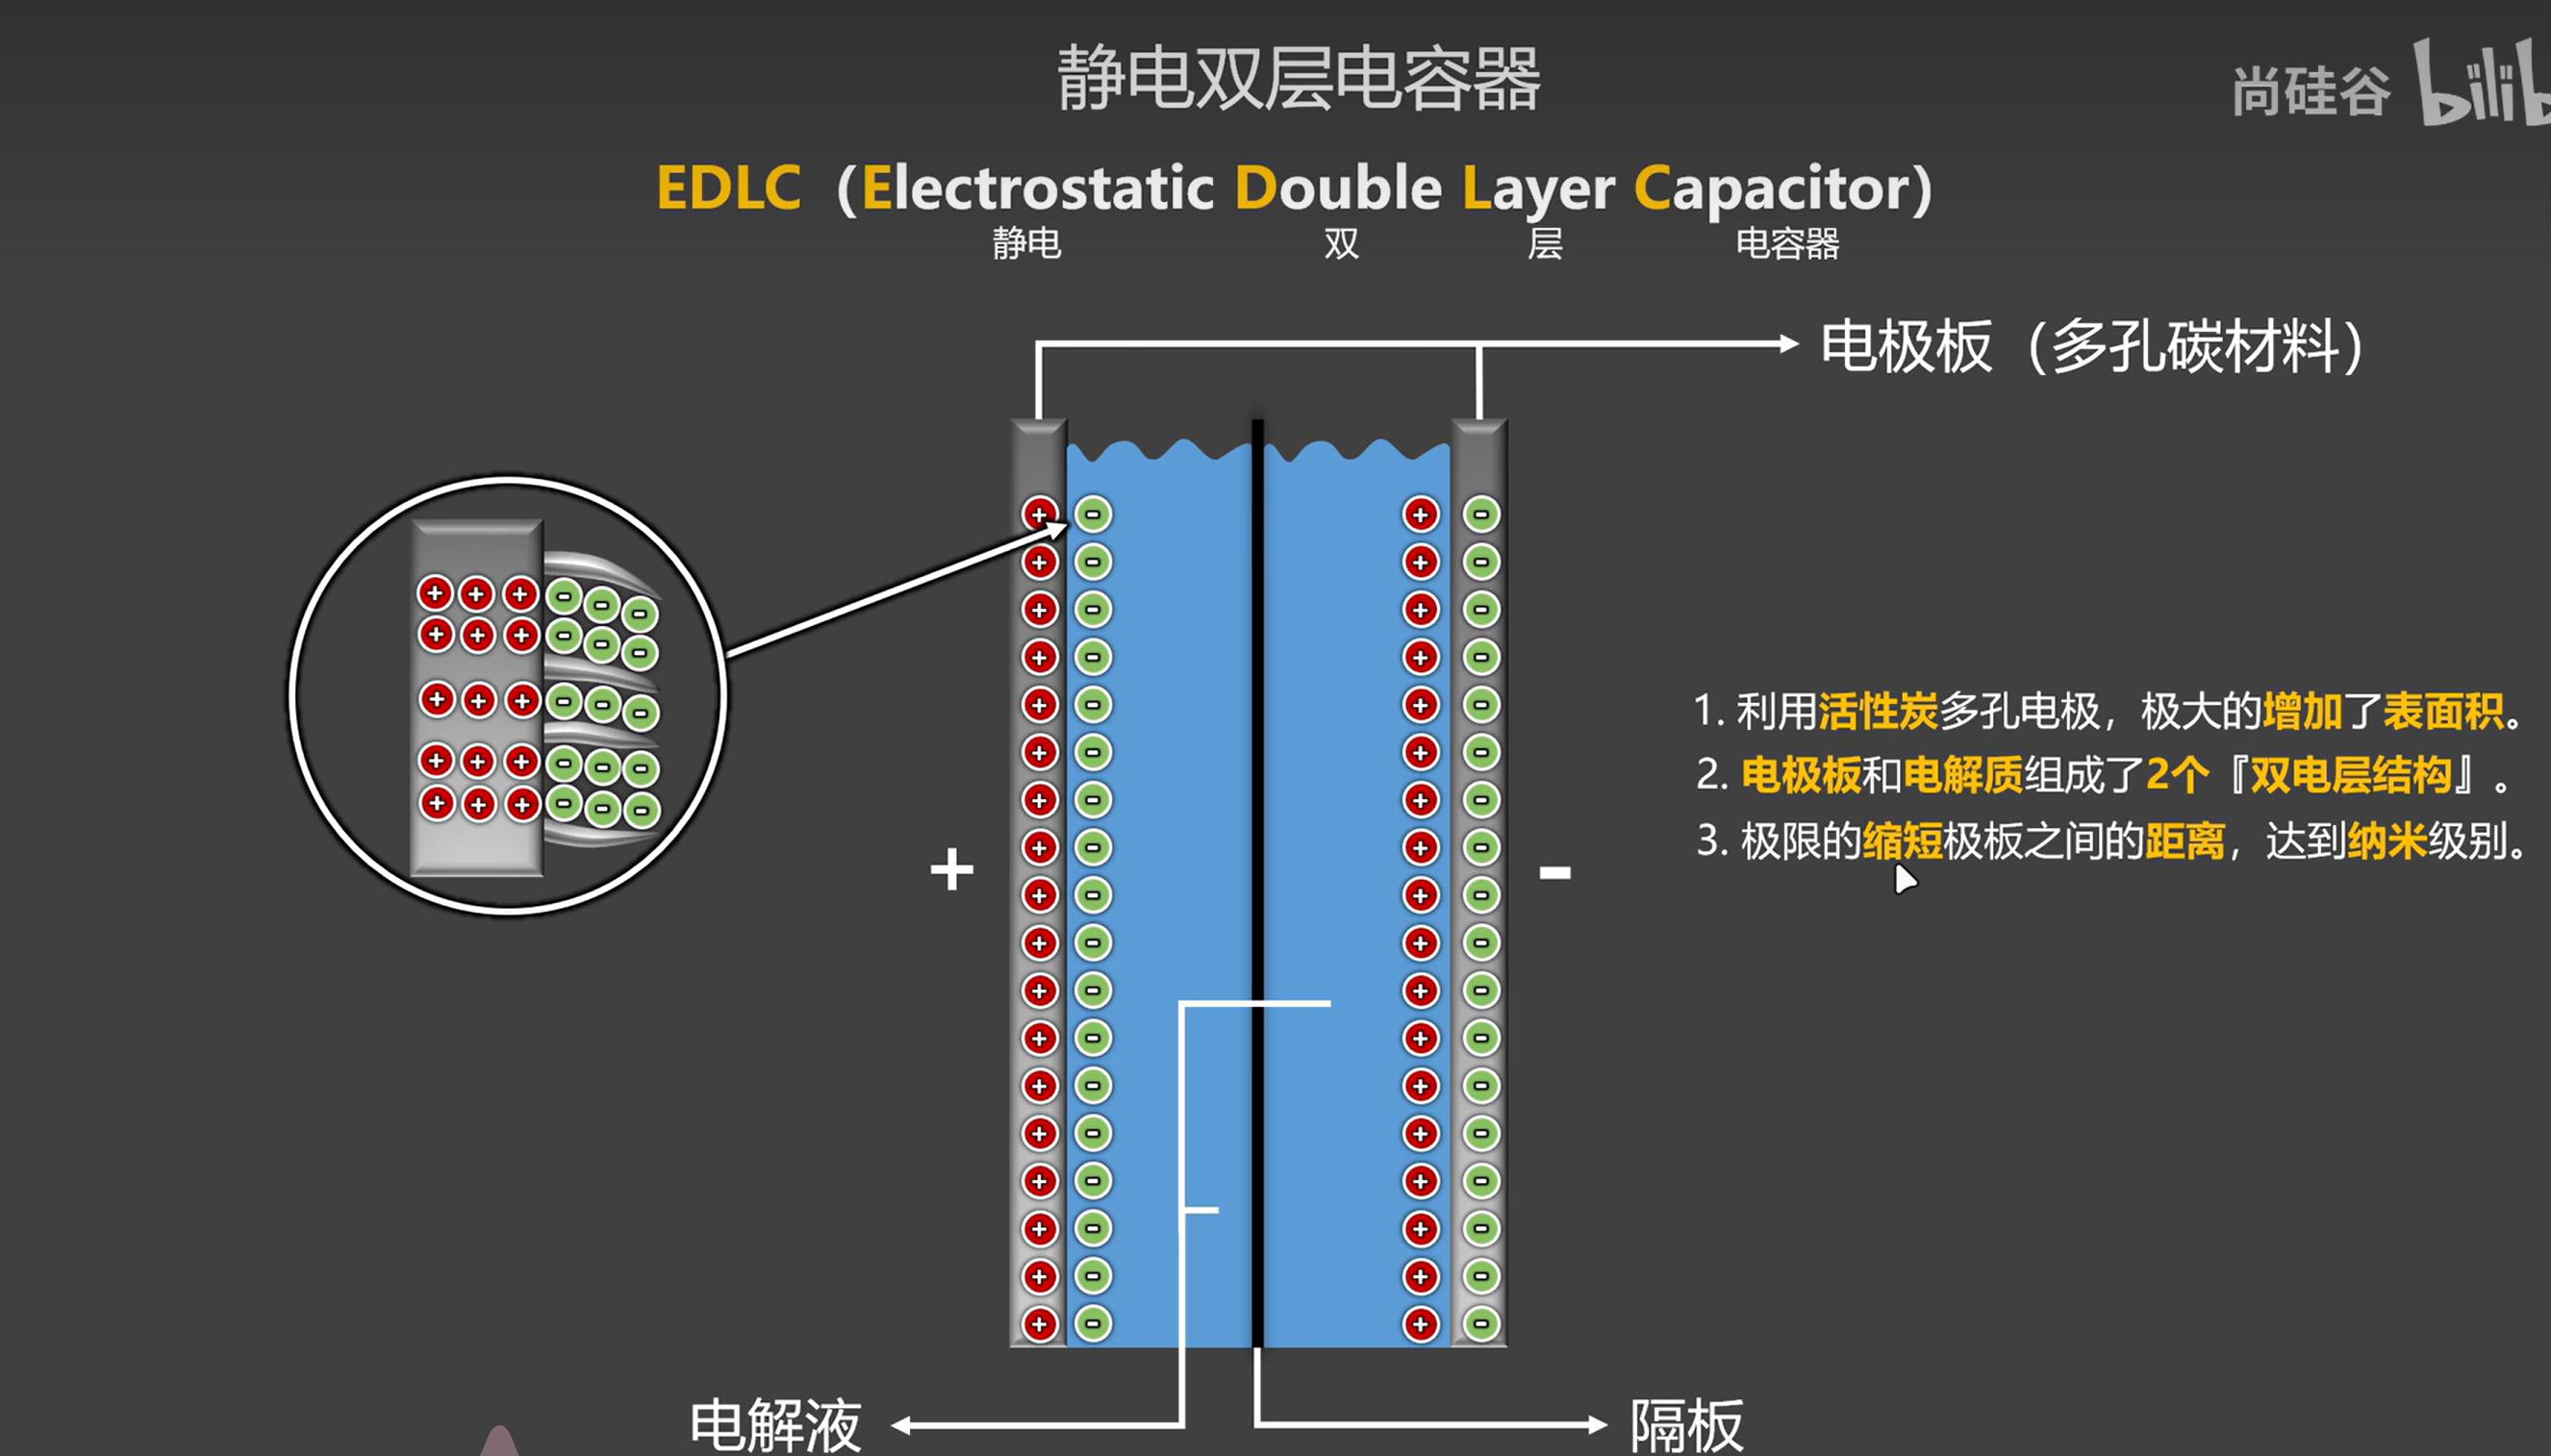 静电双层电容器
尚硅谷 bilib
EDLC（Electrostatic Double Layer Capacitor）
静电 双 层 电容器
电极板（多孔碳材料）
1. 利用活性炭多孔电极，极大的增加了表面积。
2. 电极板和电解质组成了2个『双电层结构』。
3. 极限的缩短极板之间的距离，达到纳米级别。
+ -
电解液
隔板